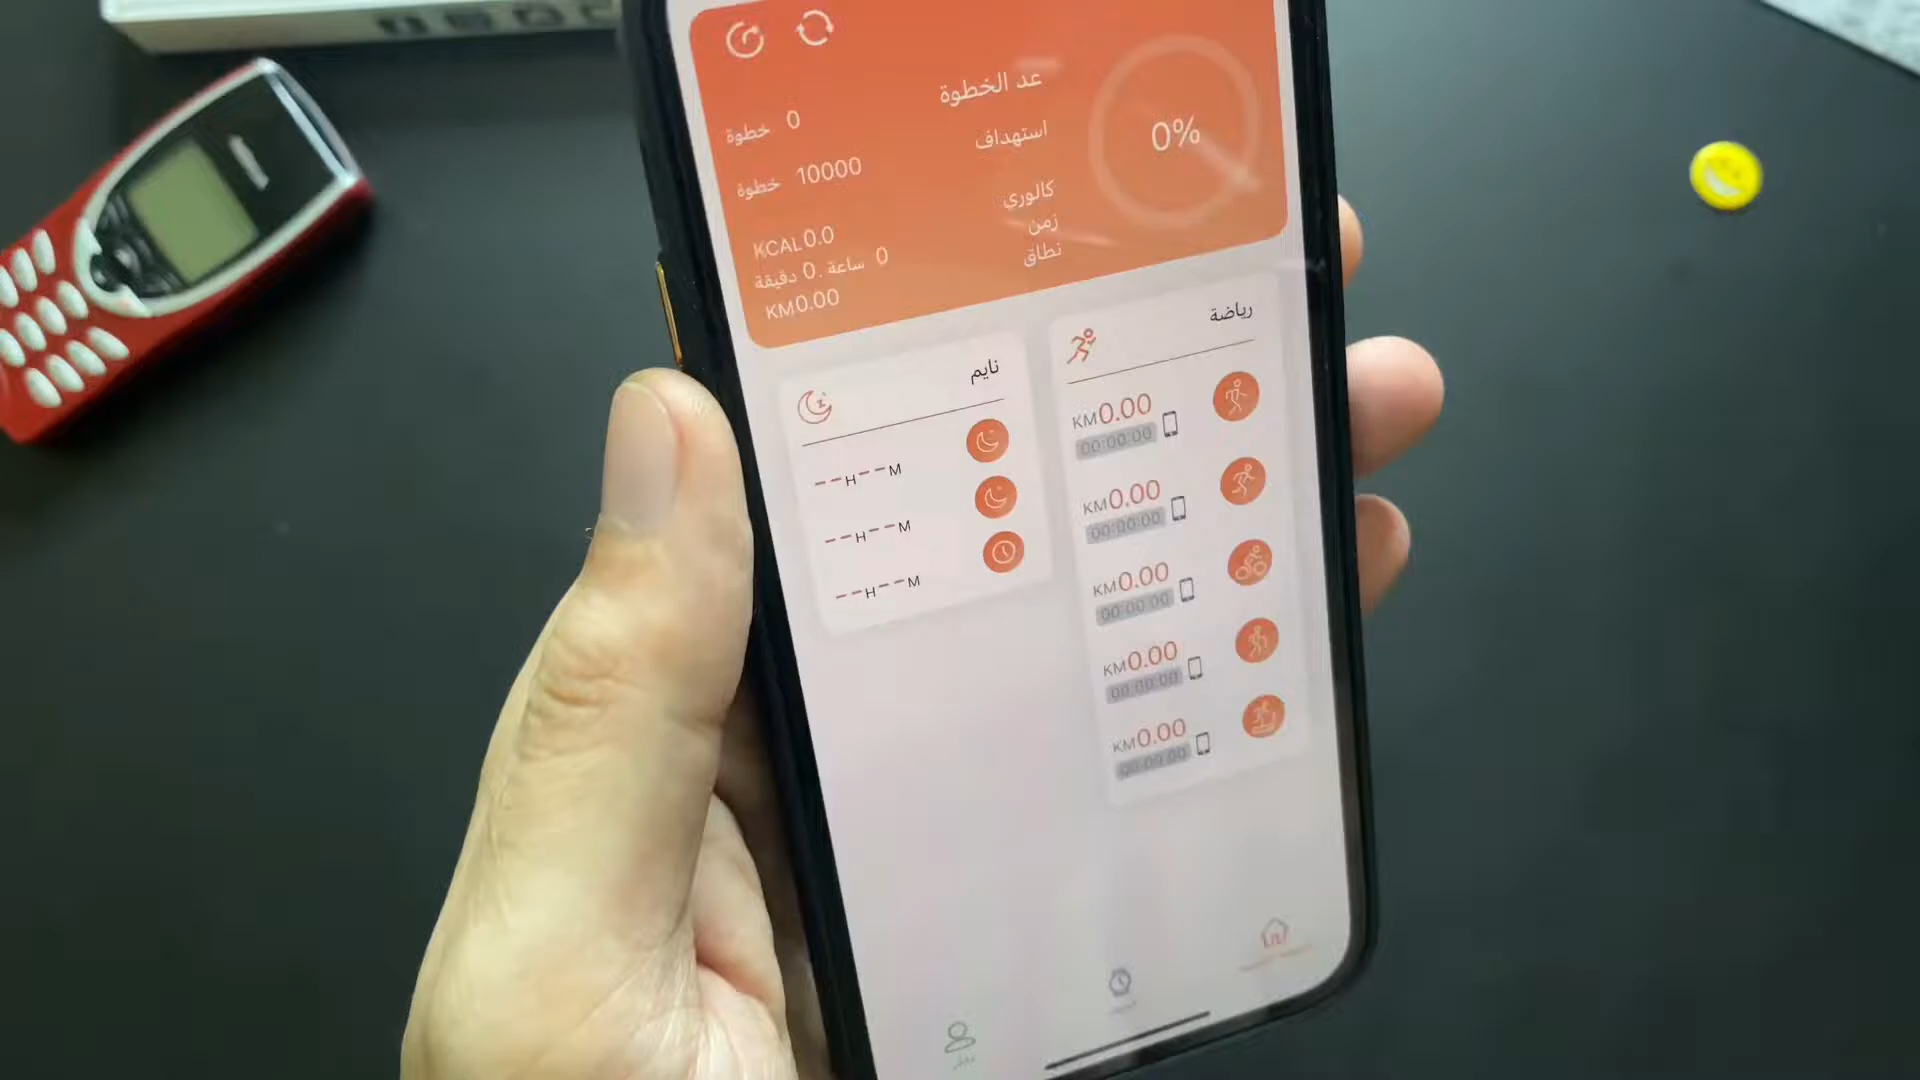 عد الخطوة 0 خطوة
استهداف 10000 خطوة
0%
كالوري KCAL0.0
زمن 0 ساعة .0 دقيقة
نطاق KM0.00
رياضة
KM0.00
00:00:00
KM0.00
00:00:00
KM0.00
00:00:00
KM0.00
00:00:00
KM0.00
00:00:00
نايم
--H--M
--H--M
--H--M